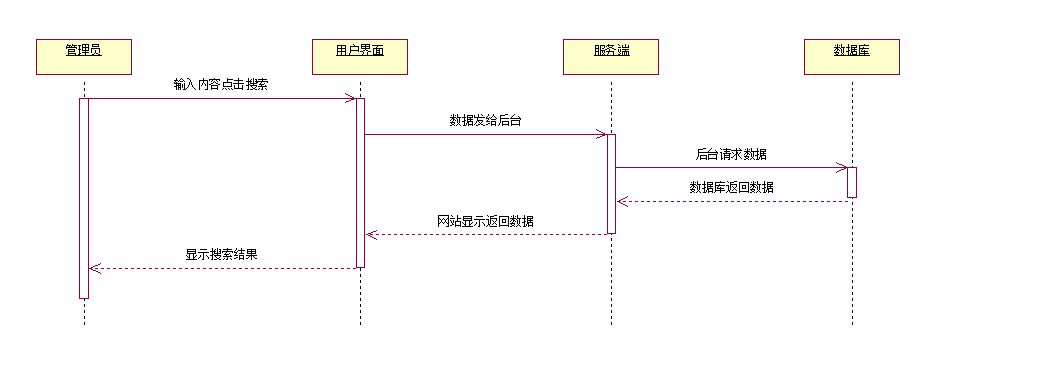 管理员
用户界面
服务端
数据库
输入内容点击搜索
数据发给后台
后台请求数据
数据库返回数据
网站显示返回数据
显示搜索结果